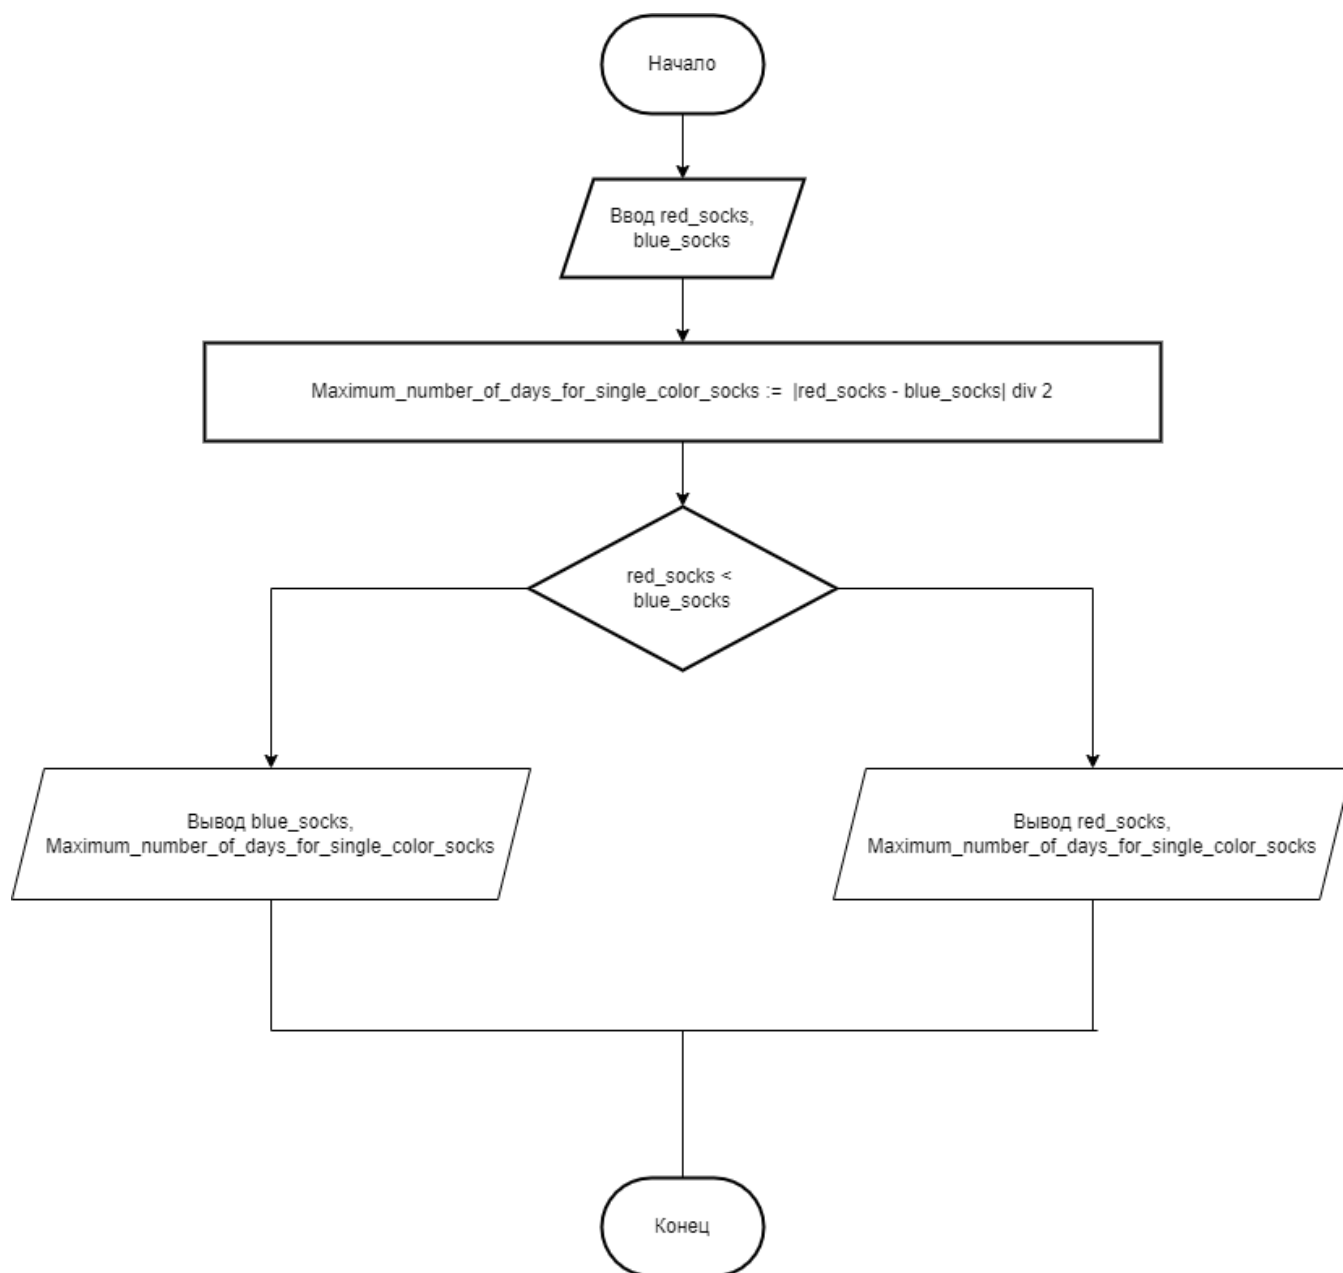 Начало
Ввод red_socks,
blue_socks
Maximum_number_of_days_for_single_color_socks := |red_socks - blue_socks| div 2
red_socks <
blue_socks
Вывод blue_socks,
Maximum_number_of_days_for_single_color_socks
Вывод red_socks,
Maximum_number_of_days_for_single_color_socks
Конец